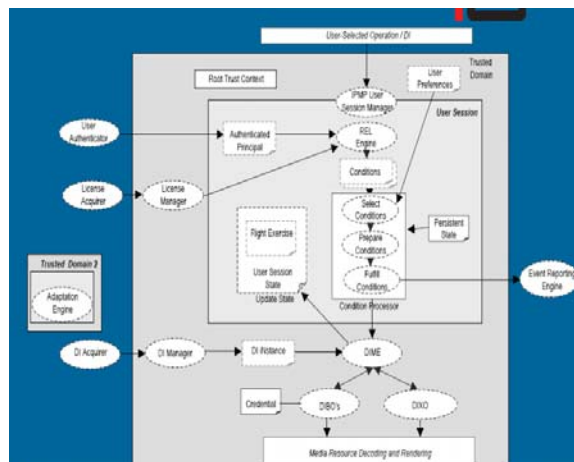 User-Selected Operation / DI
Trusted
Domain
Root Trust Context
User
Preferences
IPMP User
Session Manager
User Session
User
Authenticator
Authenticated
Principal
REL
Engine
License
Acquirer
License
Manager
Conditions
Select
Conditions
Right Exercise
Persistent
State
Prepare
Conditions
Trusted Domain 2
User Session
State
Update State
Fulfill
Conditions
Event Reporting
Engine
Adaptation
Engine
Condition Processor
DI Acquirer
DI Manager
DI iNstance
DIME
Credential
DIBO's
DIXO
Media Resource Decoding and Rendering